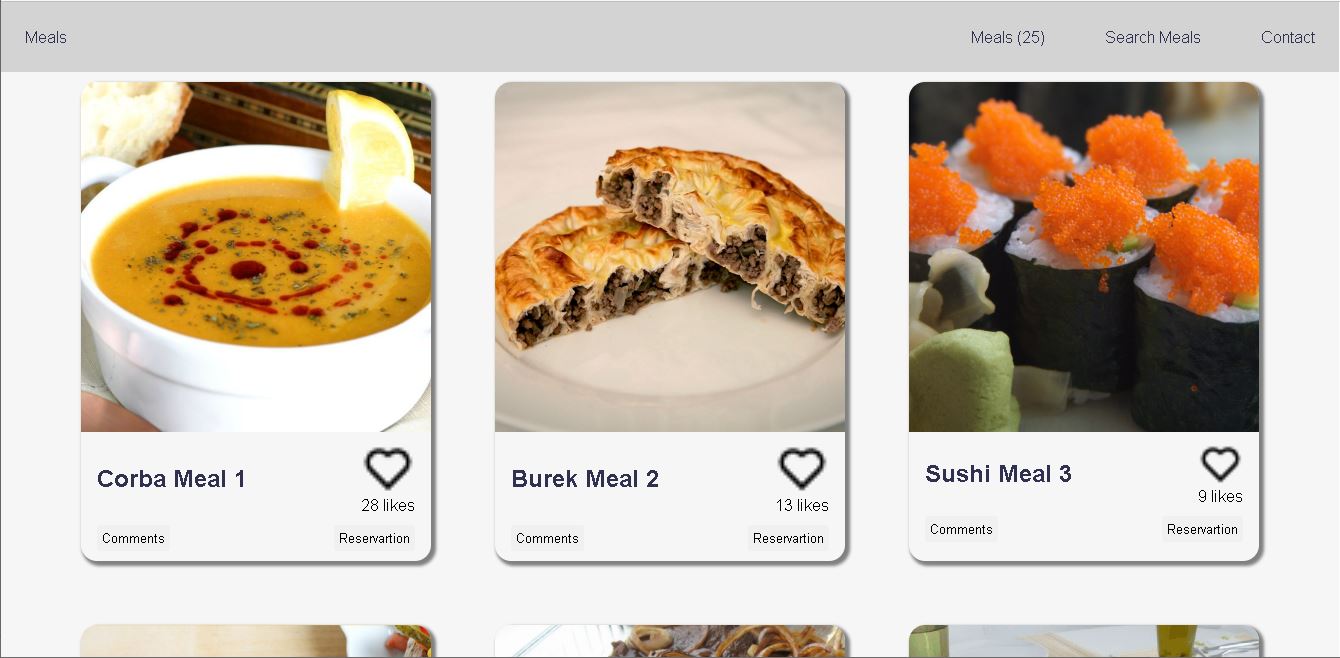 Meals
Meals (25)
Search Meals
Contact
Corba Meal 1
28 likes
Comments
Reservartion
Burek Meal 2
13 likes
Comments
Reservartion
Sushi Meal 3
9 likes
Comments
Reservartion